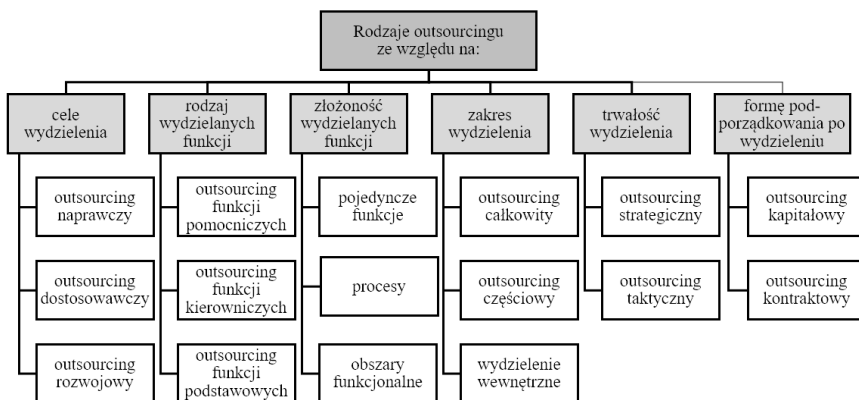 Rodzaje outsourcingu
ze względu na:
cele
wydzielenia
rodzaj
wydzielanych
funkcji
złożoność
wydzielanych
funkcji
zakres
wydzielenia
trwałość
wydzielenia
formę pod-
porządkowania po
wydzieleniu
outsourcing
naprawczy
outsourcing
funkcji
pomocniczych
pojedyncze
funkcje
outsourcing
całkowity
outsourcing
strategiczny
outsourcing
kapitałowy
outsourcing
dostosowawczy
outsourcing
funkcji
kierowniczych
procesy
outsourcing
częściowy
outsourcing
taktyczny
outsourcing
kontraktowy
outsourcing
rozwojowy
outsourcing
funkcji
podstawowych
obszary
funkcjonalne
wydzielenie
wewnętrzne